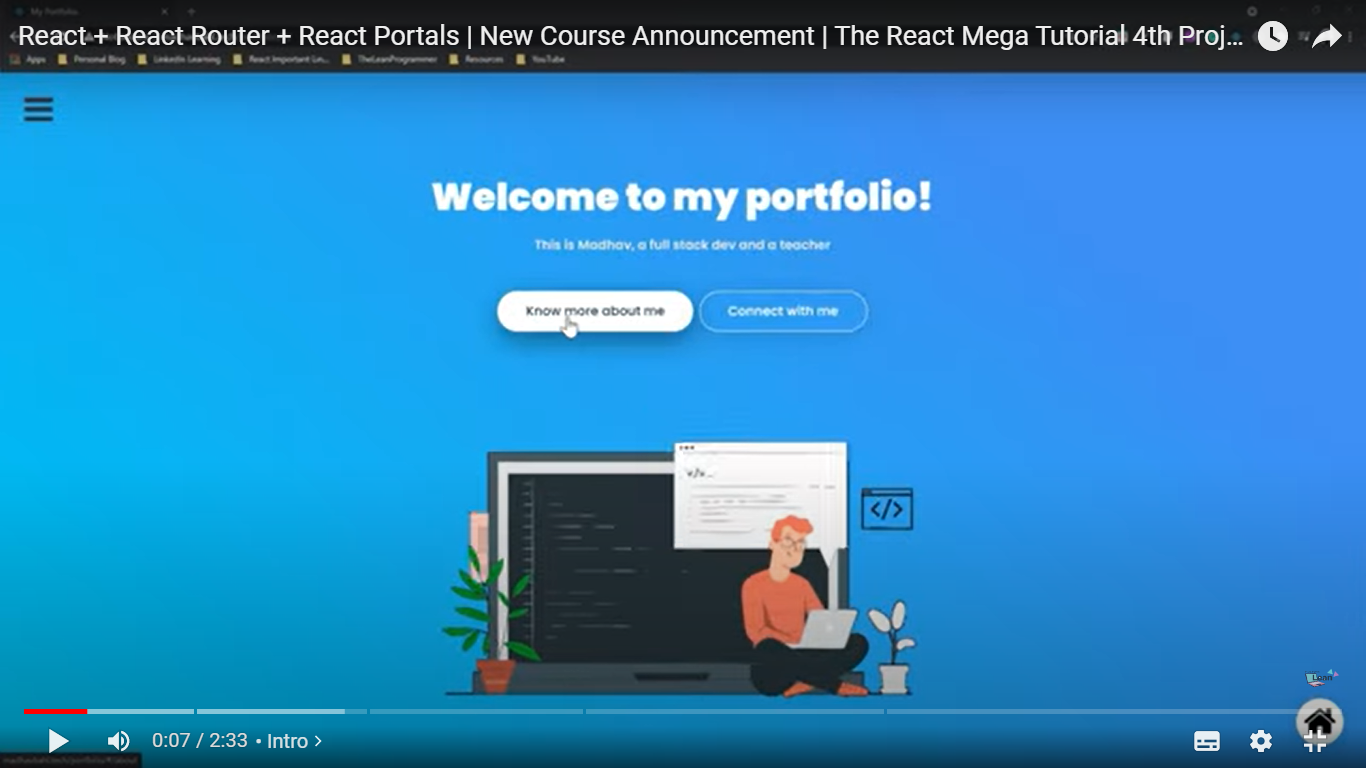 My Portfolio
React + React Router + React Portals | New Course Announcement | The React Mega Tutorial 4th Proj...
Apps Personal Blog LinkedIn Learning React Important Lin... TheLeanProgrammer Resources YouTube
Welcome to my portfolio!
This is Madhav, a full stack dev and a teacher
Know more about me Connect with me
</>
0:07 / 2:33 • Intro >